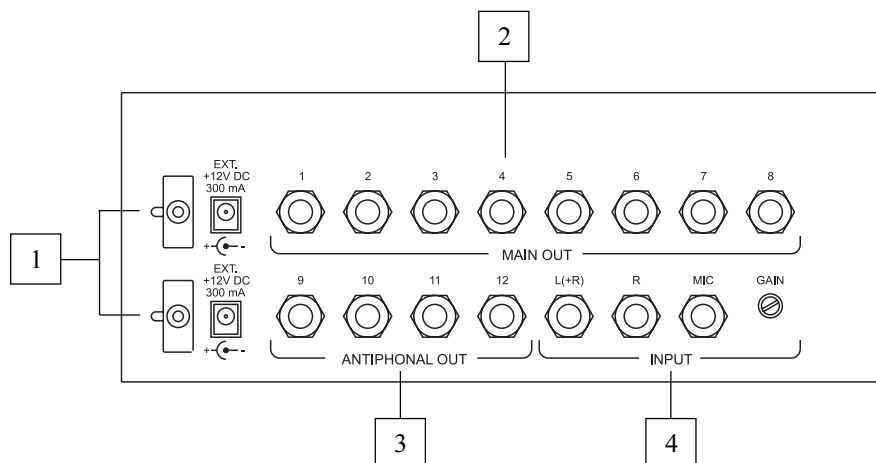 2
EXT.
+12V DC
300 mA
1 2 3 4 5 6 7 8
+ -
MAIN OUT
1
EXT.
+12V DC
300 mA
9 10 11 12 L(+R) R MIC GAIN
+ -
ANTIPHONAL OUT INPUT
3 4